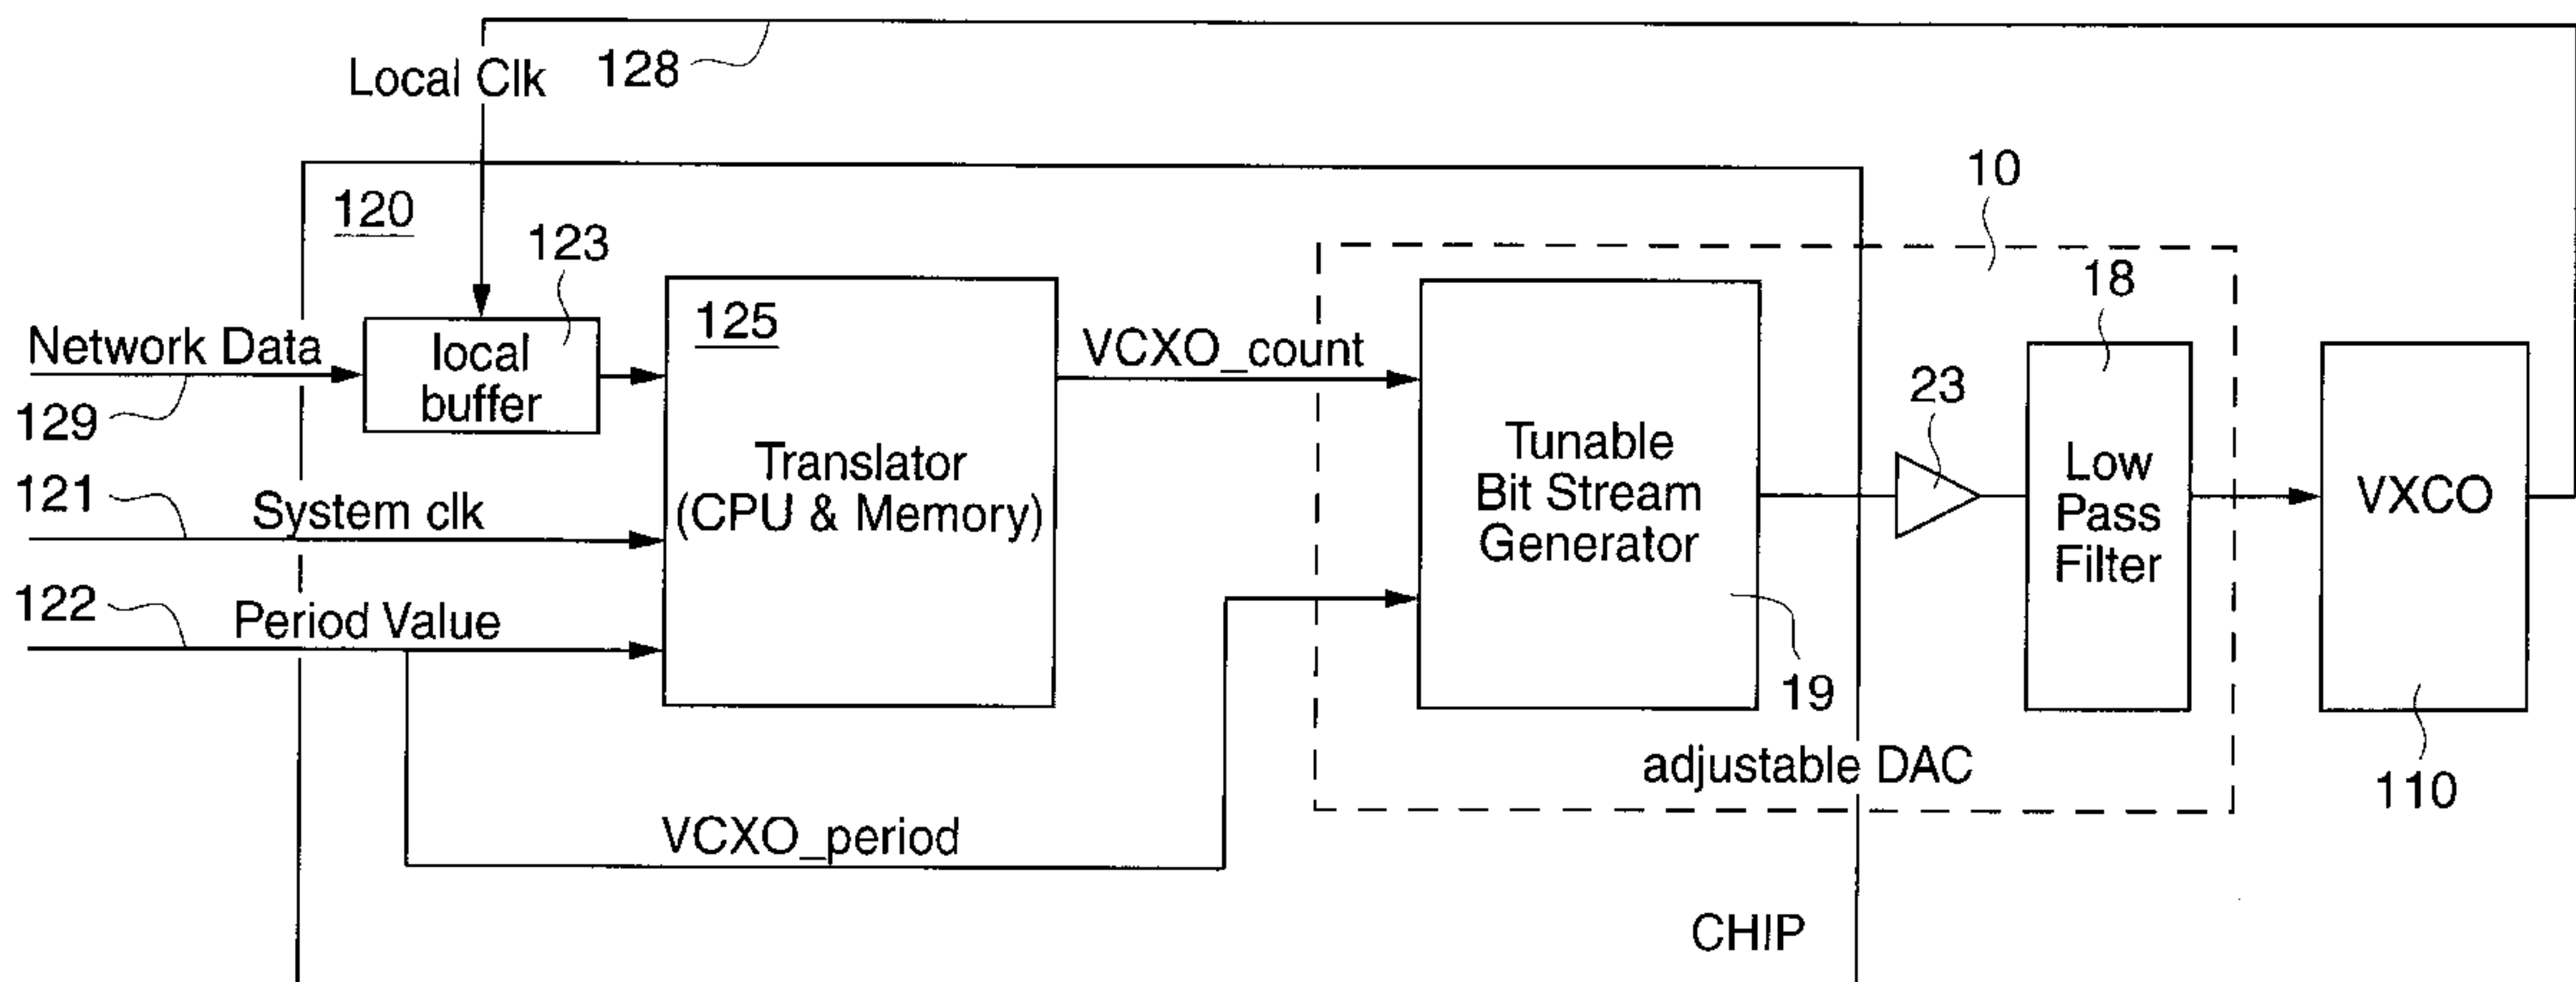 Local Clk
128
10
120
123
18
125
Network Data
local
buffer
VCXO_count
23
129
Translator
(CPU & Memory)
Tunable
Bit Stream
Generator
Low
Pass
Filter
VXCO
121
System clk
122
Period Value
19
adjustable DAC
110
VCXO_period
CHIP